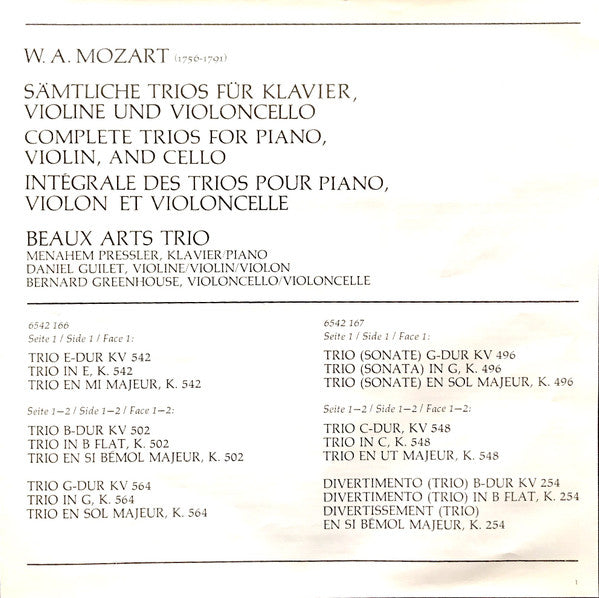 W. A. MOZART (1756-1791)
SÄMTLICHE TRIOS FÜR KLAVIER,
VIOLINE UND VIOLONCELLO
COMPLETE TRIOS FOR PIANO,
VIOLIN, AND CELLO
INTÉGRALE DES TRIOS POUR PIANO,
VIOLON ET VIOLONCELLE
BEAUX ARTS TRIO
MENAHEM PRESSLER, KLAVIER/PIANO
DANIEL GUILET, VIOLINE/VIOLIN/VIOLON
BERNARD GREENHOUSE, VIOLONCELLO/VIOLONCELLE
6542 166
Seite 1 / Side 1 / Face 1:
TRIO E-DUR KV 542
TRIO IN E, K. 542
TRIO EN MI MAJEUR, K. 542
Seite 1—2 / Side 1—2 / Face 1—2:
TRIO B-DUR KV 502
TRIO IN B FLAT, K. 502
TRIO EN SI BÉMOL MAJEUR, K. 502
TRIO G-DUR KV 564
TRIO IN G, K. 564
TRIO EN SOL MAJEUR, K. 564
6542 167
Seite 1 / Side 1 / Face 1:
TRIO (SONATE) G-DUR KV 496
TRIO (SONATA) IN G, K. 496
TRIO (SONATE) EN SOL MAJEUR, K. 496
Seite 1—2 / Side 1—2 / Face 1—2:
TRIO C-DUR, KV 548
TRIO IN C, K. 548
TRIO EN UT MAJEUR, K. 548
DIVERTIMENTO (TRIO) B-DUR KV 254
DIVERTIMENTO (TRIO) IN B FLAT, K. 254
DIVERTISSEMENT (TRIO)
EN SI BÉMOL MAJEUR, K. 254
1